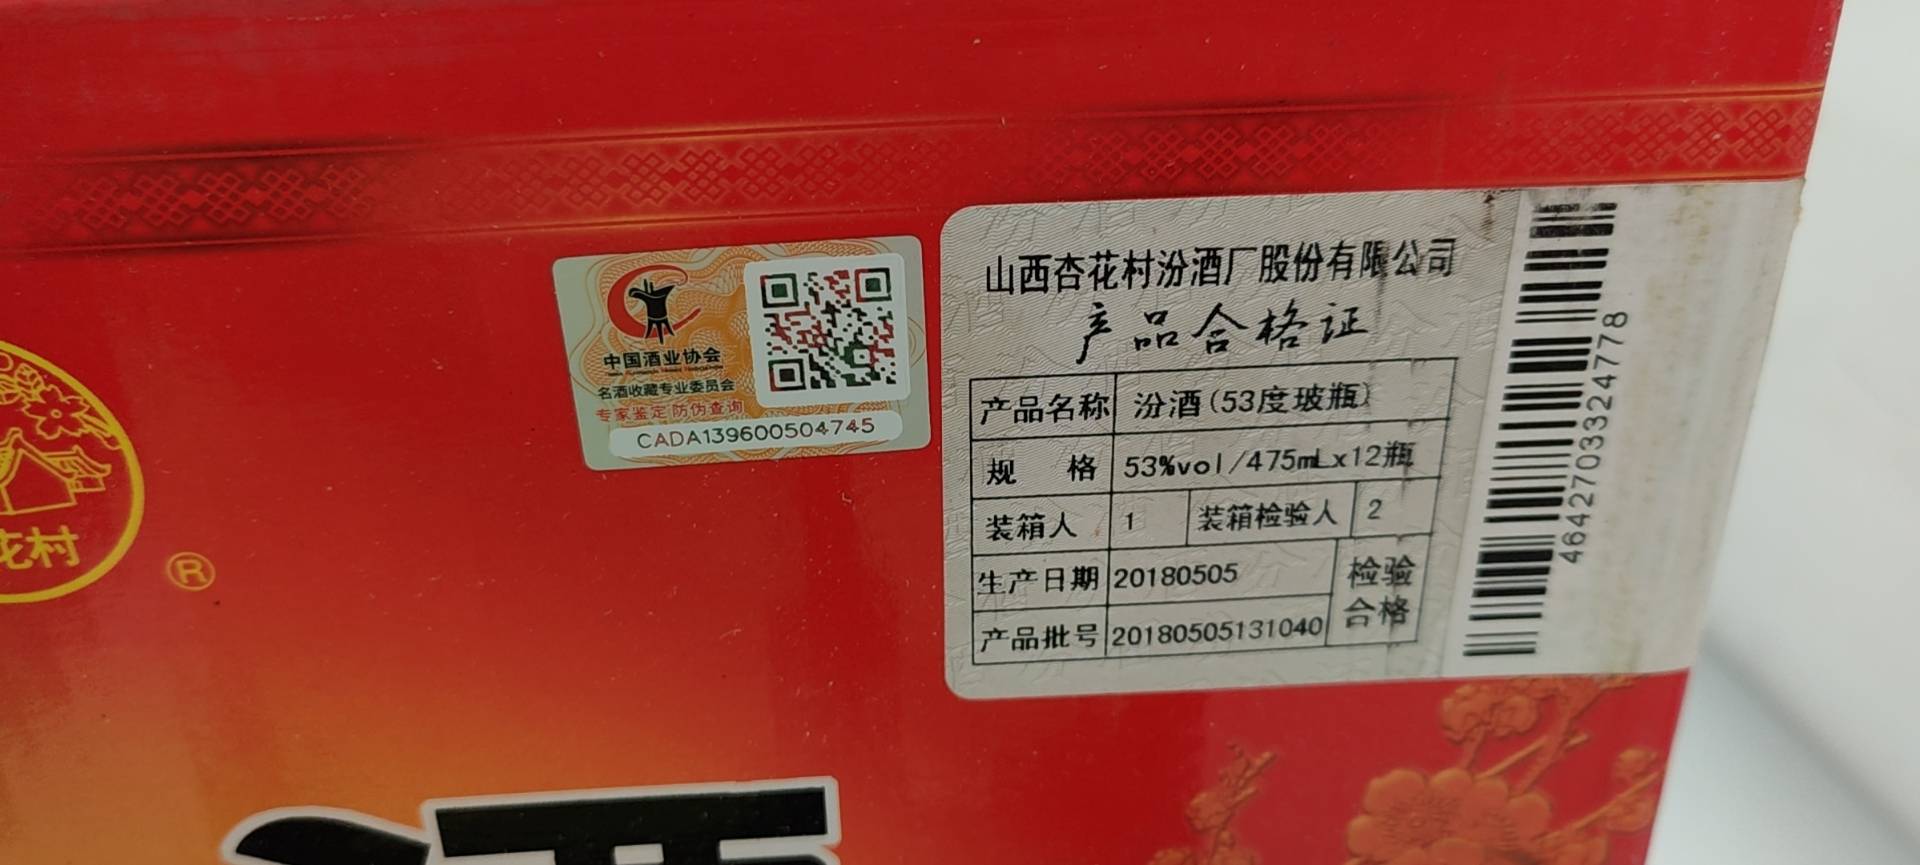 花村
®
中国酒业协会
名酒收藏专业委员会
专家鉴定 防伪查询
CADA139600504745
山西杏花村汾酒厂股份有限公司
产品合格证
产品名称 汾酒(53度玻瓶)
规 格 53%vol/475mLx12瓶
装箱人 1 装箱检验人 2
生产日期 20180505 检验
合格
产品批号 20180505131040
46427033247​78